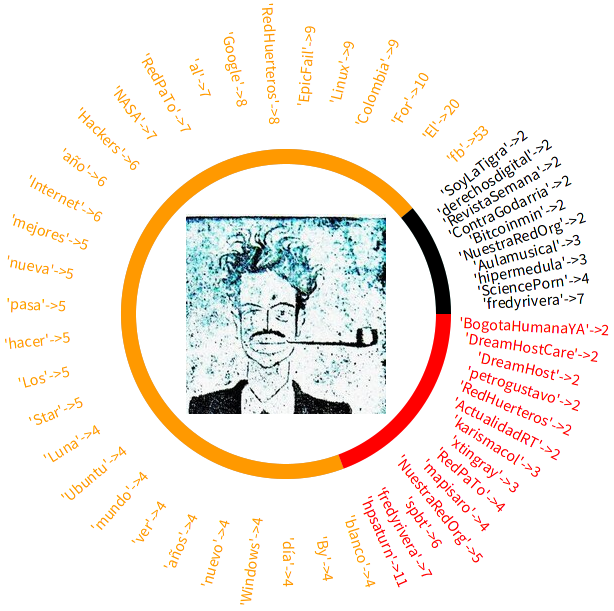 'SoyLaTigra'->2
'derechosdigital'->2
'RevistaSemana'->2
'ContraGodarria'->2
'Bitcoinmin'->2
'NuestraRedOrg'->2
'Aulamusical'->3
'hipermedula'->3
'SciencePorn'->4
'fredyrivera'->7
'BogotaHumanaYA'->2
'DreamHostCare'->2
'DreamHost'->2
'petrogustavo'->2
'RedHuerteros'->2
'ActualidadRT'->2
'karismacol'->3
'xtingray'->3
'RedPaTo'->4
'mapisaro'->4
'NuestraRedOrg'->5
'spbt'->6
'fredyrivera'->7
'hpsaturn'->11
'blanco'->4
'By'->4
'día'->4
'Windows'->4
'nuevo'->4
'años'->4
'ver'->4
'mundo'->4
'Ubuntu'->4
'Luna'->4
'Star'->5
'Los'->5
'hacer'->5
'pasa'->5
'nueva'->5
'mejores'->5
'Internet'->6
'año'->6
'Hackers'->6
'NASA'->7
'RedPaTo'->7
'al'->7
'Google'->8
'RedHuerteros'->8
'EpicFail'->9
'Linux'->9
'Colombia'->9
'For'->10
'El'->20
'fb'->53